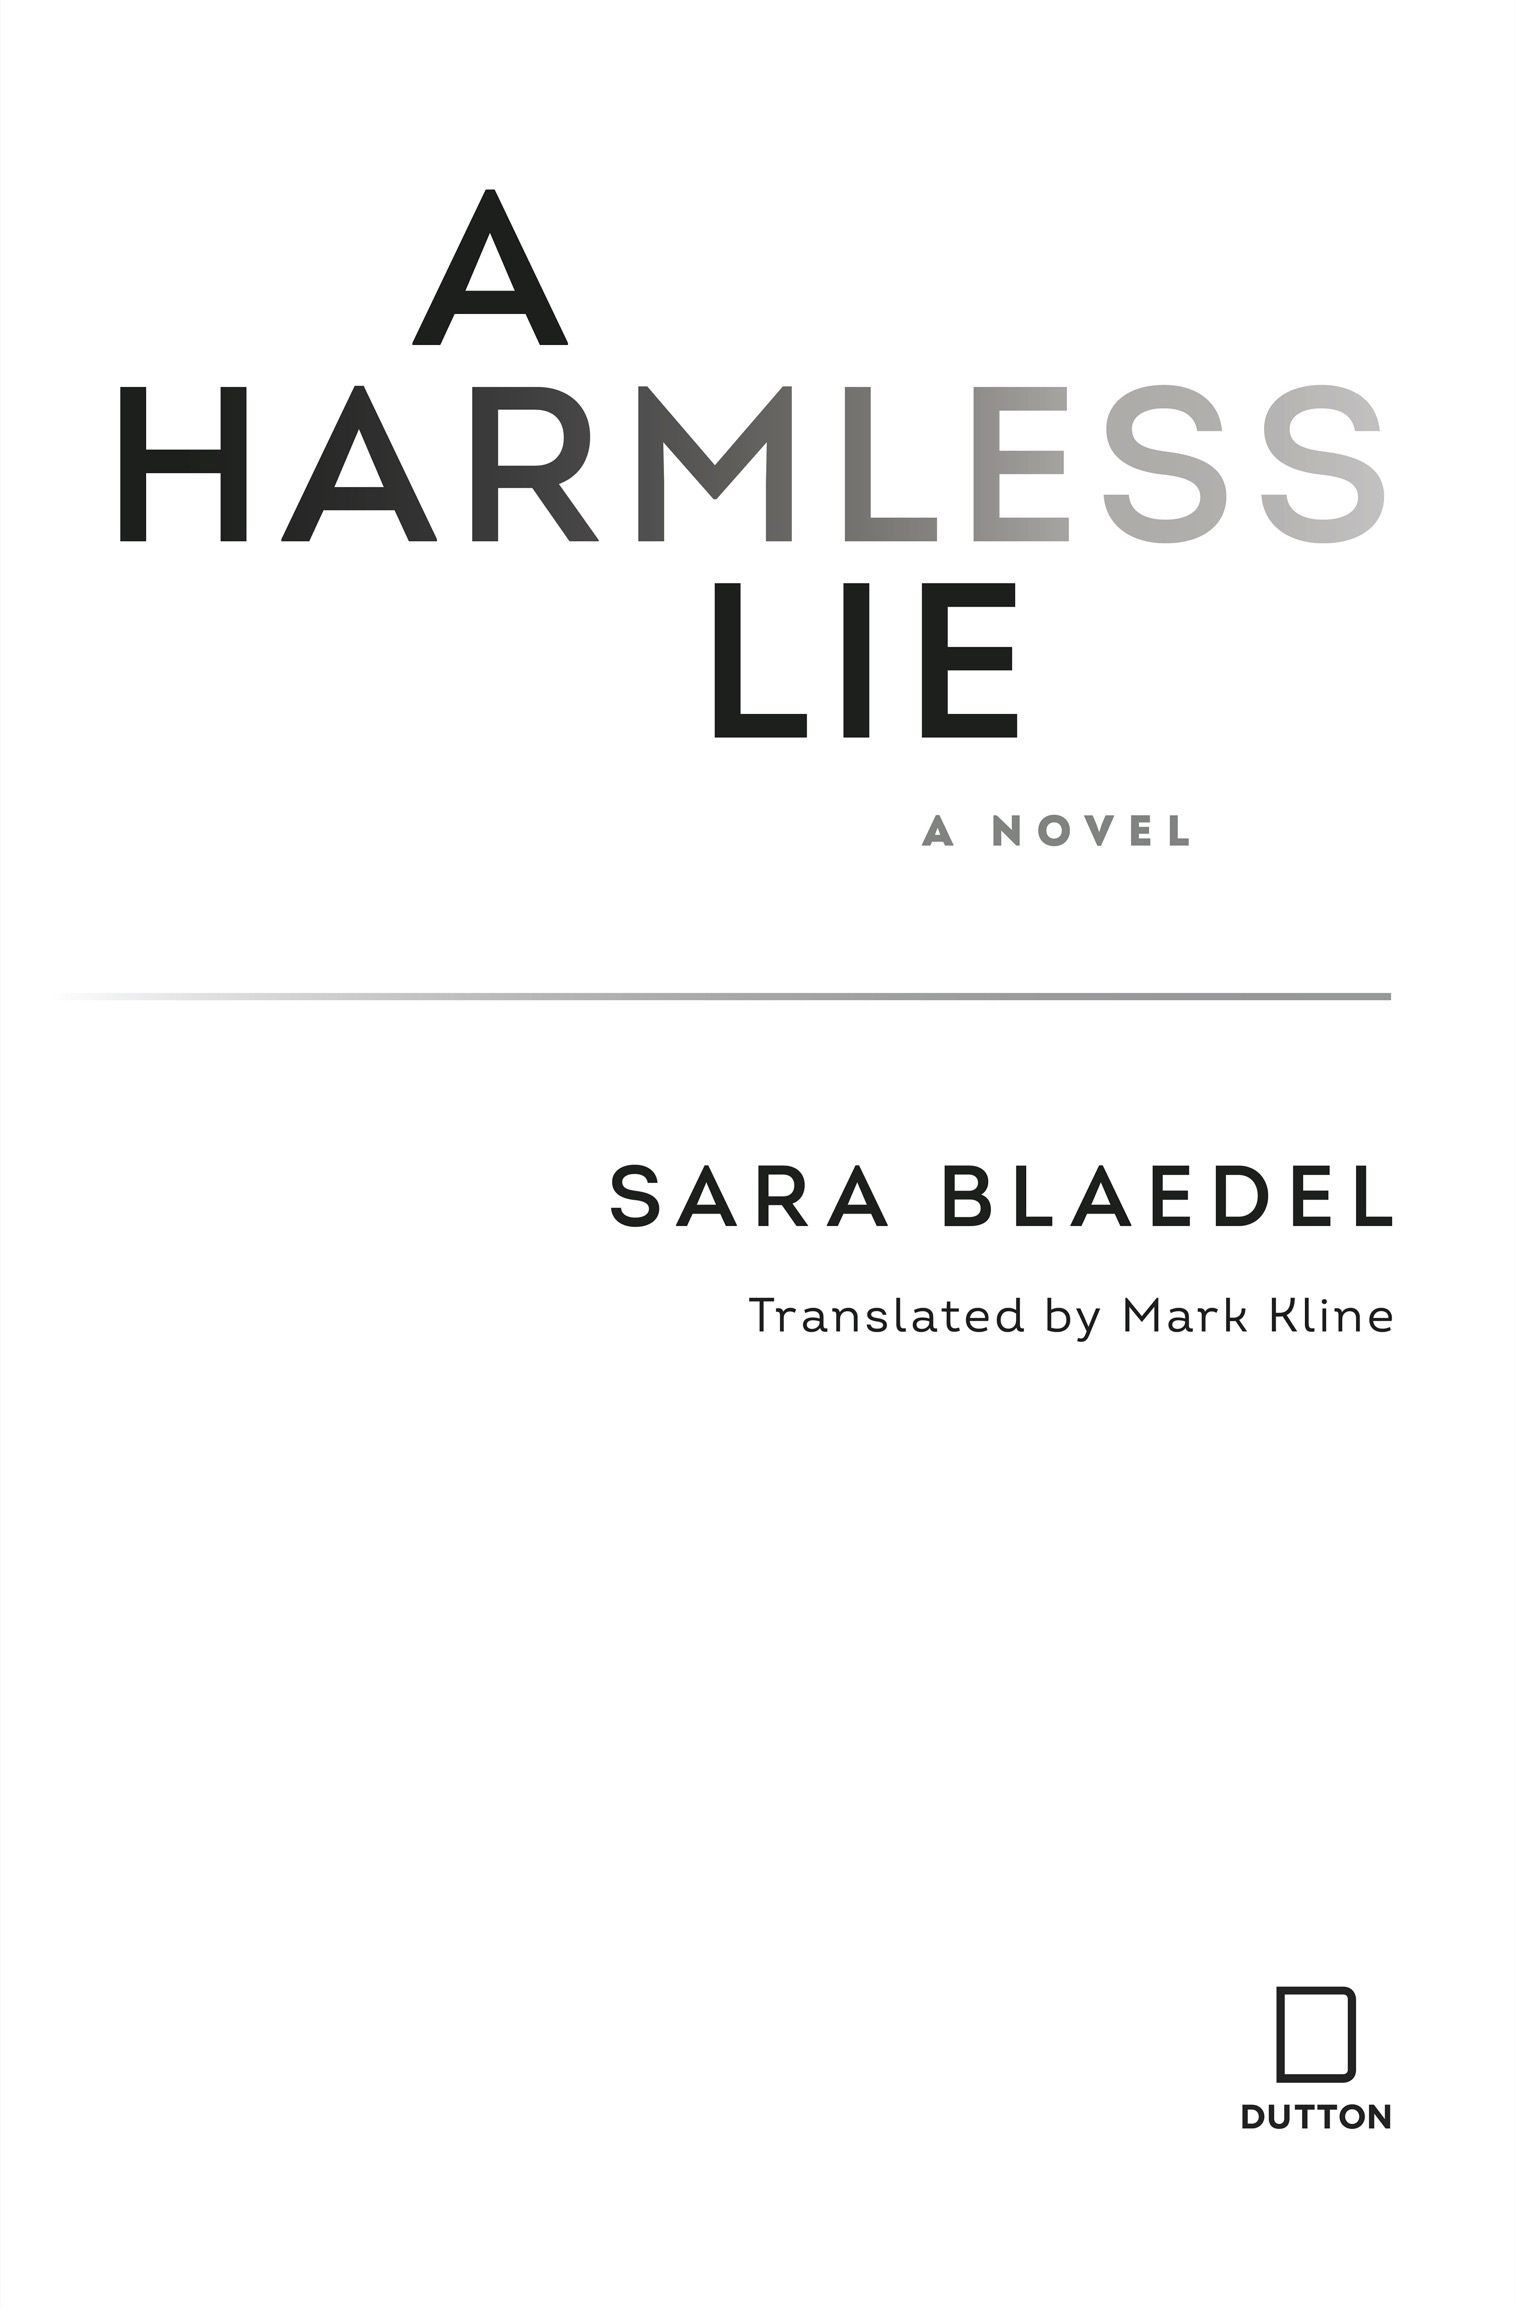 A
HARMLESS
LIE
A NOVEL
SARA BLAEDEL
Translated by Mark Kline
DUTTON